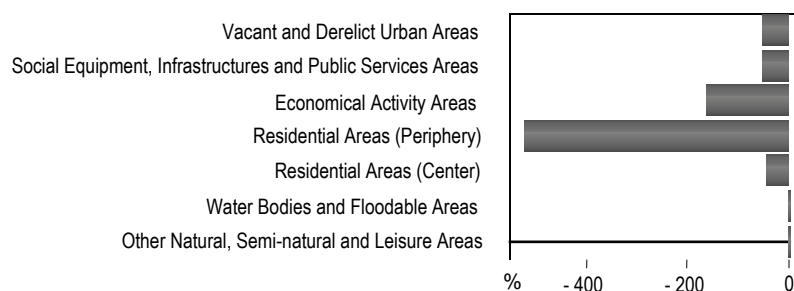 Vacant and Derelict Urban Areas
Social Equipment, Infrastructures and Public Services Areas
Economical Activity Areas
Residential Areas (Periphery)
Residential Areas (Center)
Water Bodies and Floodable Areas
Other Natural, Semi-natural and Leisure Areas
% - 400 - 200 0